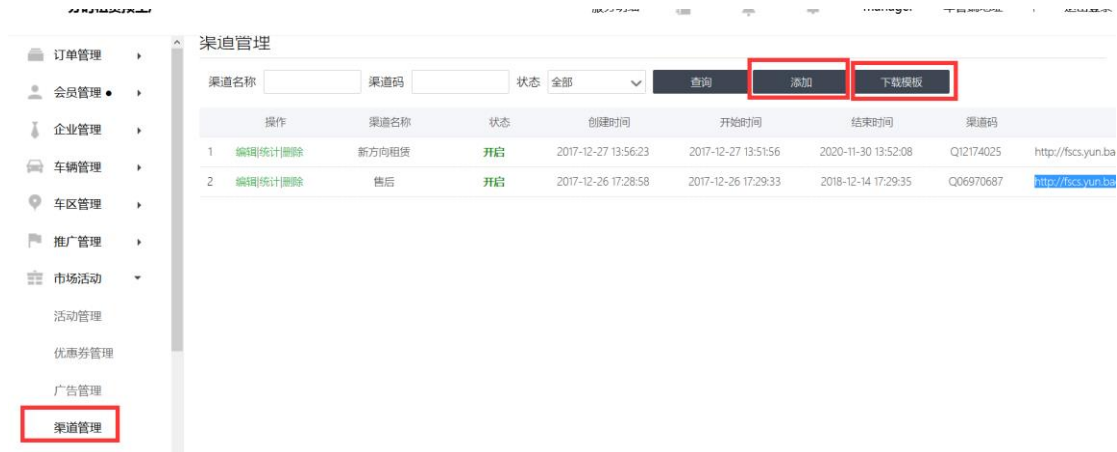 manager
订单管理
会员管理
企业管理
车辆管理
车区管理
推广管理
市场活动
活动管理
优惠券管理
广告管理
渠道管理
渠道管理
渠道名称 渠道码 状态 全部 查询 添加 下载模板
操作 渠道名称 状态 创建时间 开始时间 结束时间 渠道码
1 编辑|统计|删除 新方向租赁 开启 2017-12-27 13:56:23 2017-12-27 13:51:56 2020-11-30 13:52:08 Q12174025 http://fscs.yun.ba
2 编辑|统计|删除 售后 开启 2017-12-26 17:28:58 2017-12-26 17:29:33 2018-12-14 17:29:35 Q06970687 http://fscs.yun.ba